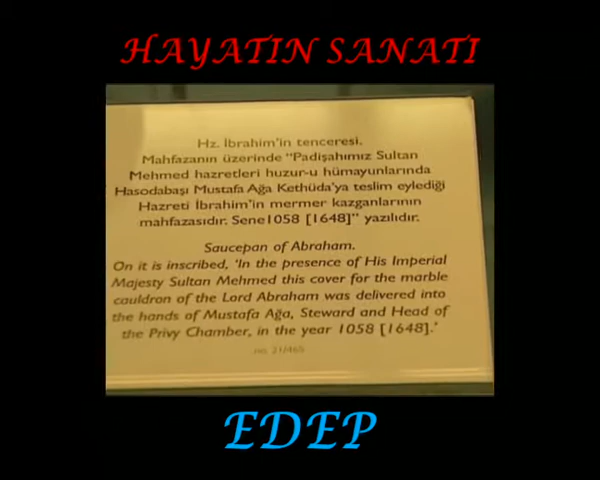 HAYATIN SANATI
Hz. İbrahim'in tenceresi.
Mahfazanın üzerinde "Padişahımız Sultan
Mehmed hazretleri huzur-u hümayunlarında
Hasodabaşı Mustafa Ağa Kethüda'ya teslim eylediği
Hazreti İbrahim'in mermer kazganlarının
mahfazasıdır. Sene1058 [1648]" yazılıdır.
Saucepan of Abraham.
On it is inscribed, 'In the presence of His Imperial
Majesty Sultan Mehmed this cover for the marble
cauldron of the Lord Abraham was delivered into
the hands of Mustafa Ağa, Steward and Head of
the Privy Chamber, in the year 1058 [1648].'
EDEP